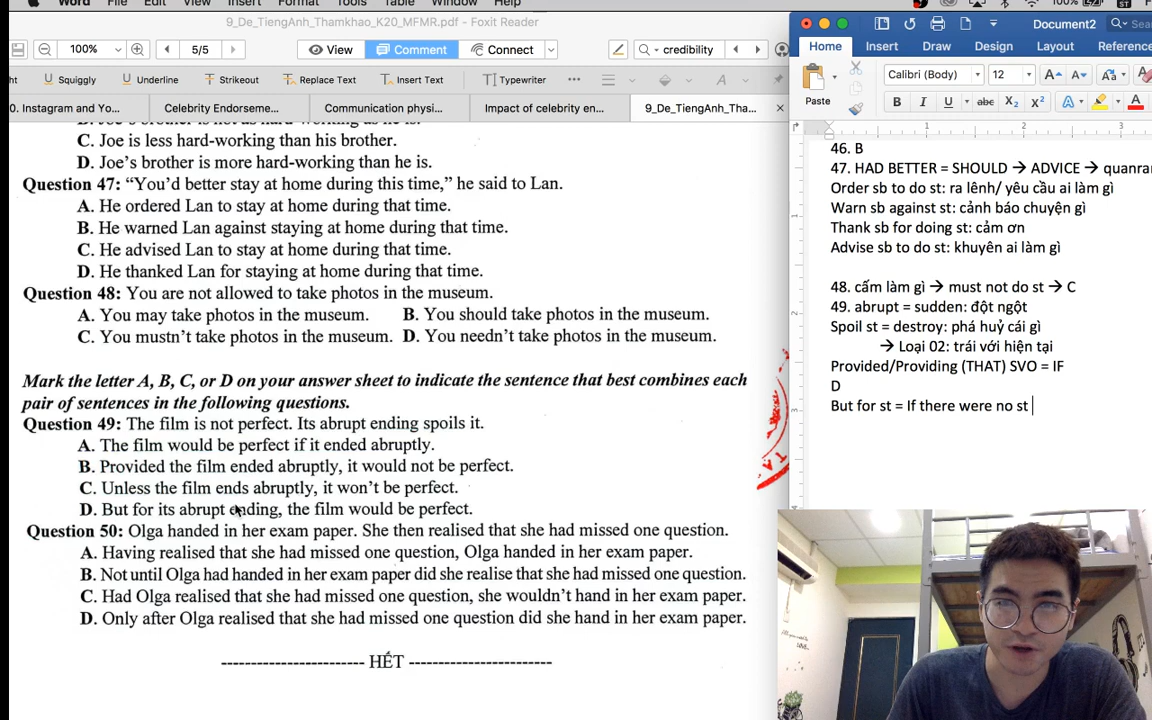 Word File Edit View Insert Format Tools Table Window Help 100%
9_De_TiengAnh_Thamkhao_K20_MFMR.pdf - Foxit Reader
100% 5/5 View Comment Connect credibility
ht Squiggly Underline Strikeout Replace Text Insert Text Typewriter
0. Instagram and Yo... Celebrity Endorseme... Communication physi... Impact of celebrity en... 9_De_TiengAnh_Tha...
C. Joe is less hard-working than his brother.
D. Joe's brother is more hard-working than he is.
Question 47: “You'd better stay at home during this time,” he said to Lan.
A. He ordered Lan to stay at home during that time.
B. He warned Lan against staying at home during that time.
C. He advised Lan to stay at home during that time.
D. He thanked Lan for staying at home during that time.
Question 48: You are not allowed to take photos in the museum.
A. You may take photos in the museum. B. You should take photos in the museum.
C. You mustn't take photos in the museum. D. You needn't take photos in the museum.
Mark the letter A, B, C, or D on your answer sheet to indicate the sentence that best combines each
pair of sentences in the following questions.
Question 49: The film is not perfect. Its abrupt ending spoils it.
A. The film would be perfect if it ended abruptly.
B. Provided the film ended abruptly, it would not be perfect.
C. Unless the film ends abruptly, it won't be perfect.
D. But for its abrupt ending, the film would be perfect.
Question 50: Olga handed in her exam paper. She then realised that she had missed one question.
A. Having realised that she had missed one question, Olga handed in her exam paper.
B. Not until Olga had handed in her exam paper did she realise that she had missed one question.
C. Had Olga realised that she had missed one question, she wouldn't hand in her exam paper.
D. Only after Olga realised that she had missed one question did she hand in her exam paper.
HẾT
Document2 Sea
Home Insert Draw Design Layout Reference
Paste Calibri (Body) 12 A A Aa A
B I U abc X2 X2 A A
1 2 3
46. B
47. HAD BETTER = SHOULD → ADVICE → quanran
Order sb to do st: ra lênh/ yêu cầu ai làm gì
Warn sb against st: cảnh báo chuyện gì
Thank sb for doing st: cảm ơn
Advise sb to do st: khuyên ai làm gì
48. cấm làm gì → must not do st → C
49. abrupt = sudden: đột ngột
Spoil st = destroy: phá huỷ cái gì
→ Loại 02: trái với hiện tại
Provided/Providing (THAT) SVO = IF
D
But for st = If there were no st